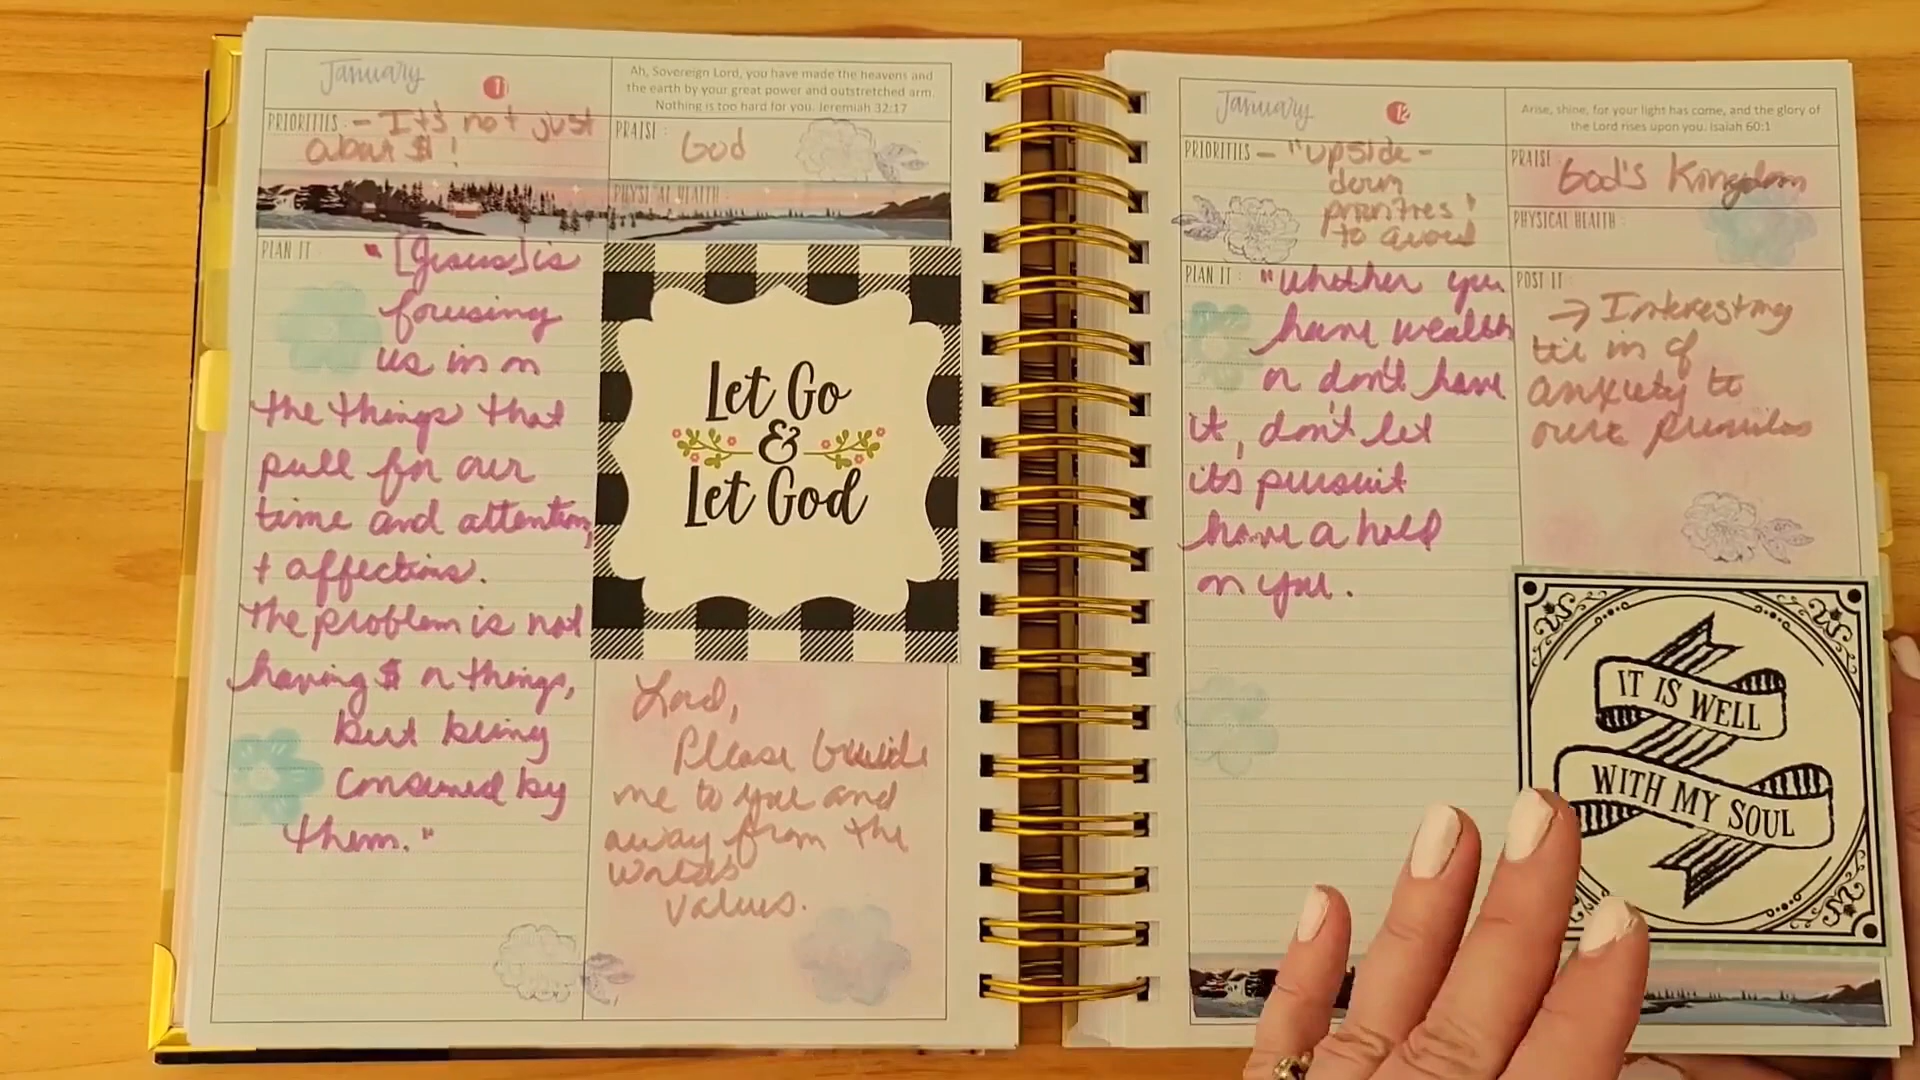 January
Ah, Sovereign Lord, you have made the heavens and
the earth by your great power and outstretched arm.
Nothing is too hard for you. Jeremiah 32:17
PRIORITIES: - It's not just
about $!
PRAISE:
God
PHYSICAL HEALTH:
PLAN IT:
"[Jesus] is
focusing
us in on
the things that
pull for our
time and attention,
+ affections.
The problem is not
having $ or things,
but being
consumed by
them."
Let Go
&
Let God
Lord,
Please Guide
me to you and
away from the
world's
values.
January 12
Arise, shine, for your light has come, and the glory of
the Lord rises upon you. Isaiah 60:1
PRIORITIES - "upside-
down
priorities"
to avoid
PRAISE:
God's Kingdom
PHYSICAL HEALTH:
PLAN IT: "Whether you
have wealth
or don't have
it, don't let
its pursuit
have a hold
on you.
POST IT:
→ Interesting
tie in of
anxiety to
our
IT IS WELL
WITH MY SOUL